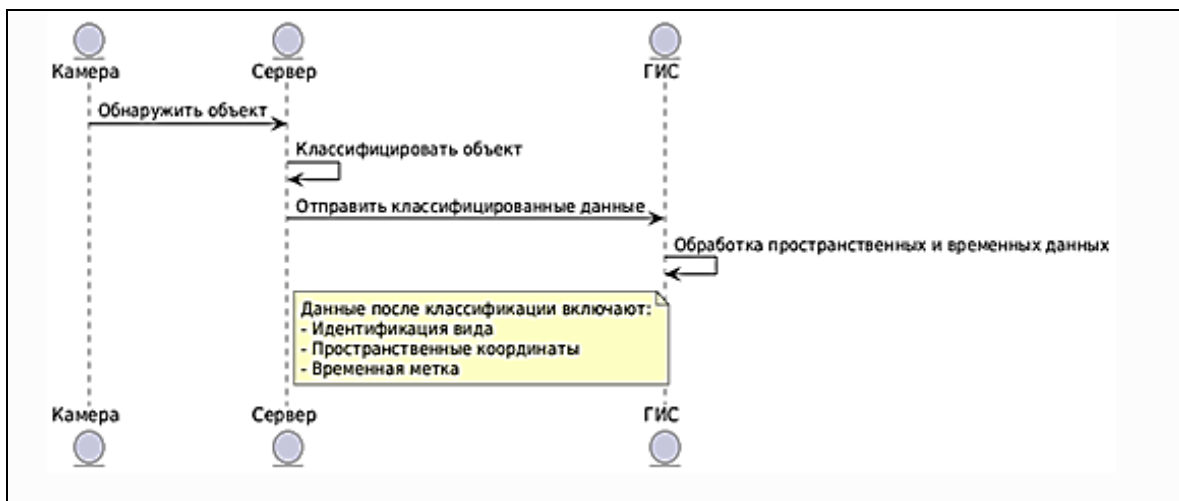 Камера
Сервер
ГИС
Обнаружить объект
Классифицировать объект
Отправить классифицированные данные
Обработка пространственных и временных данных
Данные после классификации включают:
- Идентификация вида
- Пространственные координаты
- Временная метка
Камера
Сервер
ГИС